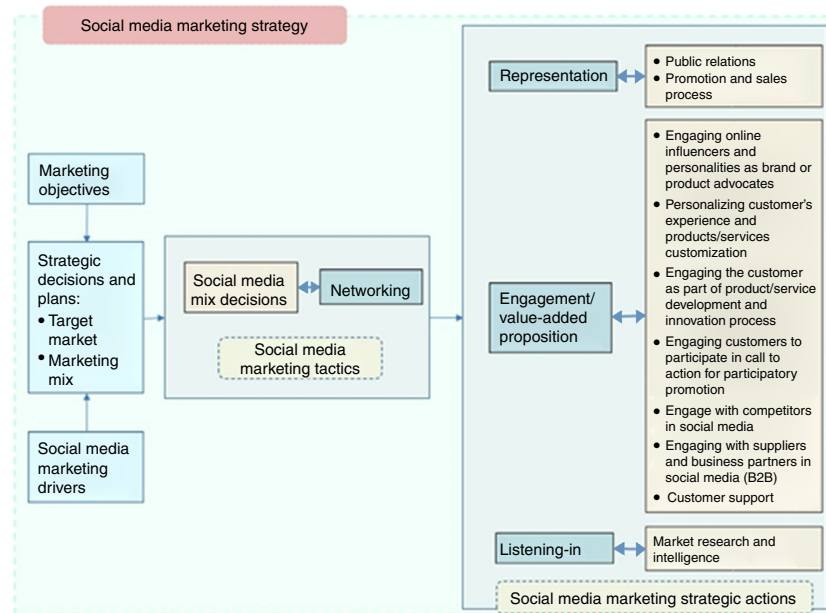 Social media marketing strategy
Marketing
objectives
Strategic
decisions and
plans:
• Target
market
• Marketing
mix
Social media
marketing
drivers
Social media
mix decisions
Networking
Social media
marketing tactics
Representation
• Public relations
• Promotion and sales
process
Engagement/
value-added
proposition
• Engaging online
influencers and
personalities as brand or
product advocates
• Personalizing customer's
experience and
products/services
customization
• Engaging the customer
as part of product/service
development and
innovation process
• Engaging customers to
participate in call to
action for participatory
promotion
• Engage with competitors
in social media
• Engaging with suppliers
and business partners in
social media (B2B)
• Customer support
Listening-in
Market research and
intelligence
Social media marketing strategic actions